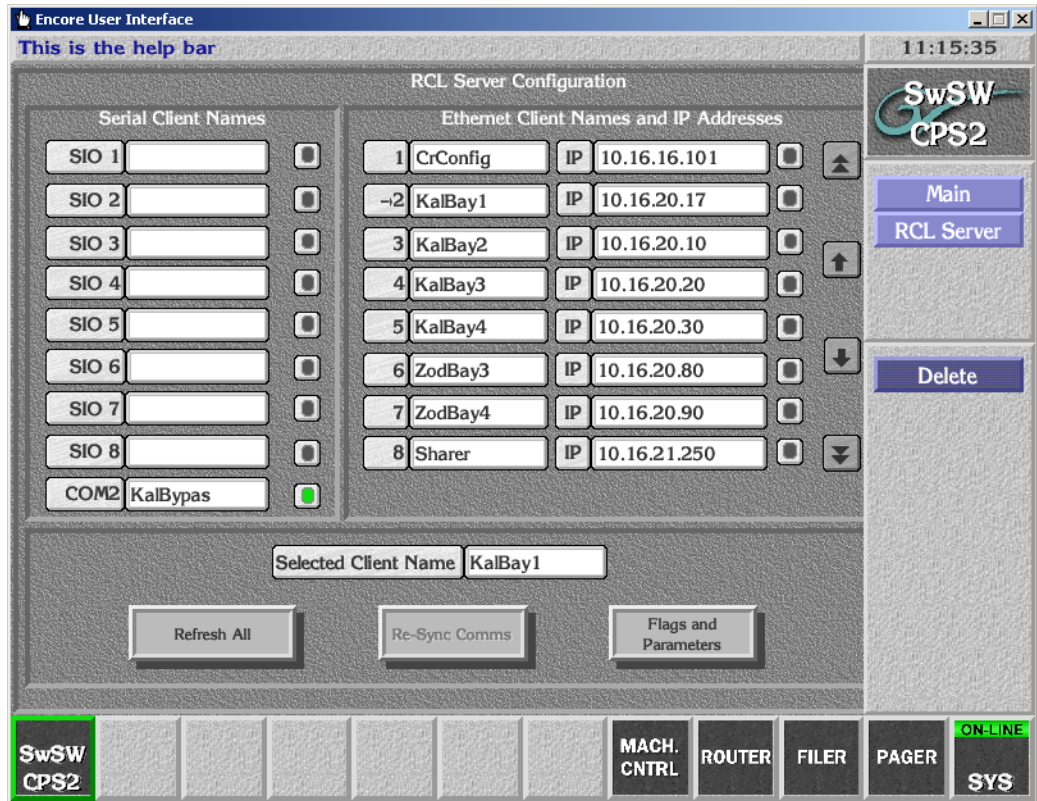 Encore User Interface
This is the help bar
11:15:35
RCL Server Configuration
Serial Client Names
SIO 1
SIO 2
SIO 3
SIO 4
SIO 5
SIO 6
SIO 7
SIO 8
COM2 KalBypas
Ethernet Client Names and IP Addresses
1 CrConfig IP 10.16.16.101
→2 KalBay1 IP 10.16.20.17
3 KalBay2 IP 10.16.20.10
4 KalBay3 IP 10.16.20.20
5 KalBay4 IP 10.16.20.30
6 ZodBay3 IP 10.16.20.80
7 ZodBay4 IP 10.16.20.90
8 Sharer IP 10.16.21.250
Selected Client Name KalBay1
Refresh All
Re-Sync Comms
Flags and
Parameters
SwSW
CPS2
Main
RCL Server
Delete
SwSW
CPS2
MACH.
CNTRL
ROUTER
FILER
PAGER
ON-LINE
SYS